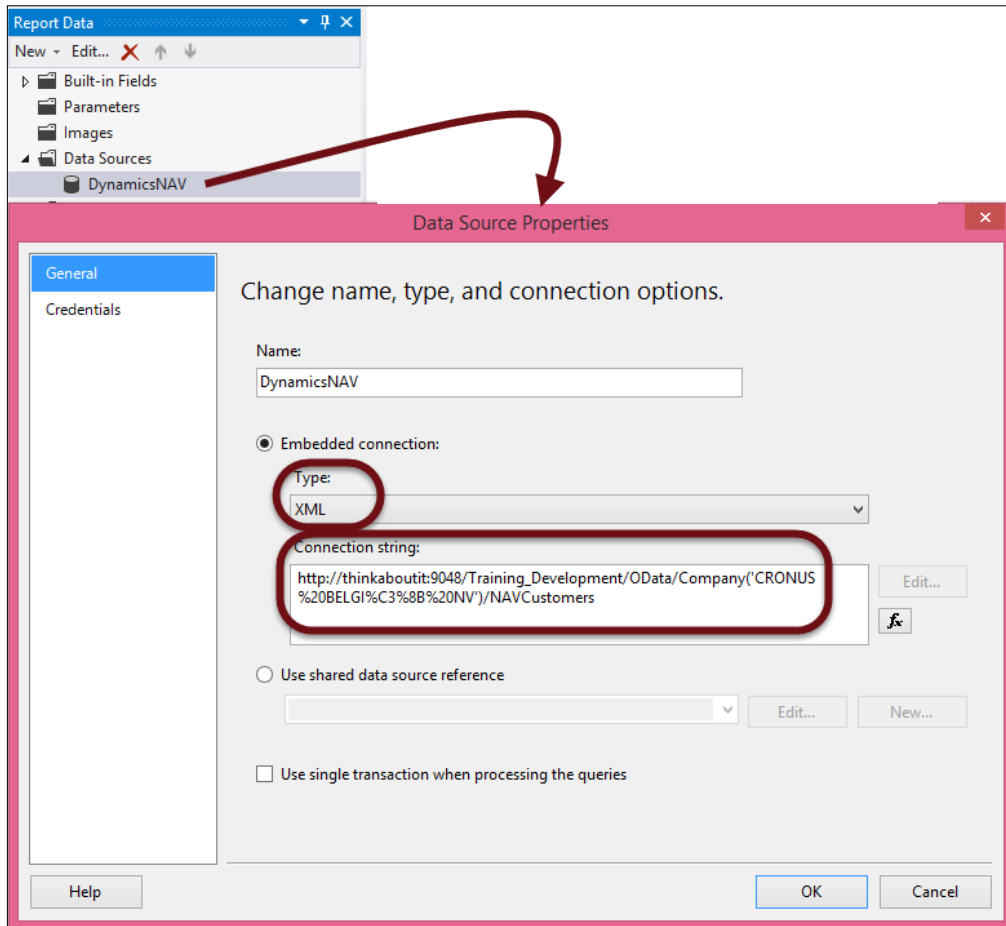 Report Data
New Edit...
Built-in Fields
Parameters
Images
Data Sources
DynamicsNAV
Data Source Properties
General
Credentials
Change name, type, and connection options.
Name:
DynamicsNAV
Embedded connection:
Type:
XML
Connection string:
http://thinkaboutit:9048/Training_Development/OData/Company('CRONUS
%20BELGI%C3%8B%20NV')/NAVCustomers
Edit...
fx
Use shared data source reference
Edit... New...
Use single transaction when processing the queries
Help OK Cancel